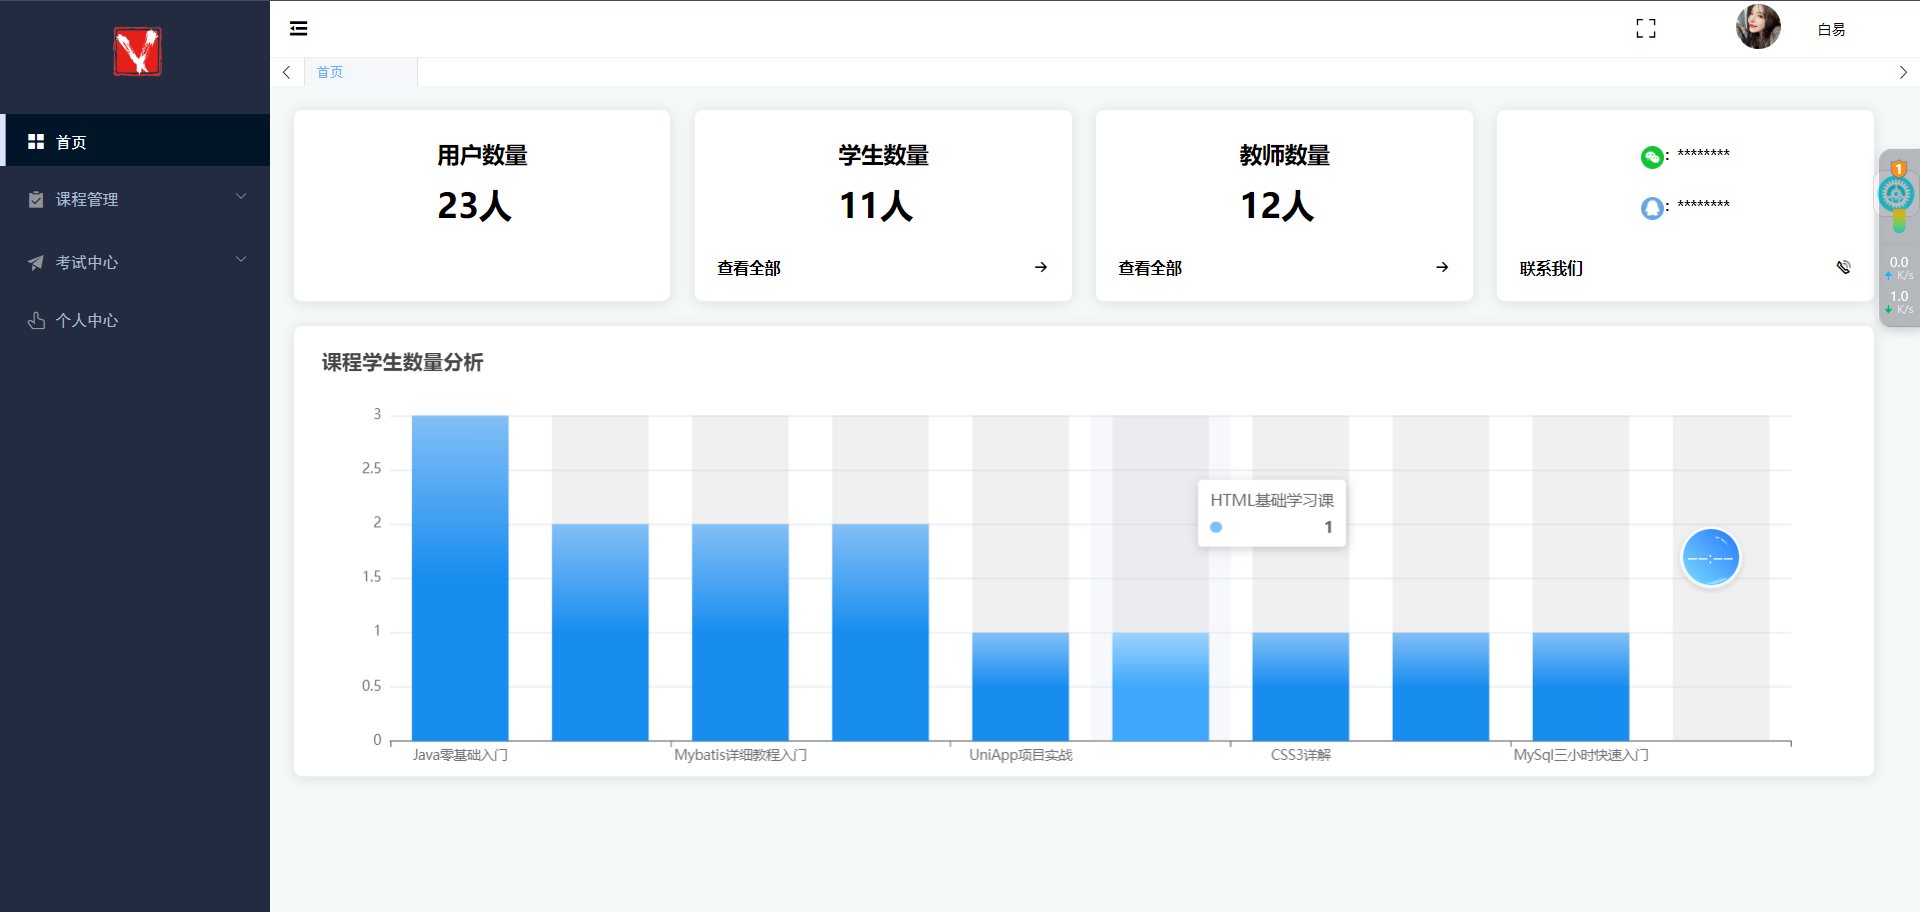 白易
首页
首页
课程管理
考试中心
个人中心
用户数量
23人
学生数量
11人
查看全部
教师数量
12人
查看全部
: ********
: ********
联系我们
1
0.0
K/s
1.0
K/s
课程学生数量分析
3
2.5
2
1.5
1
0.5
0
HTML基础学习课
1
--:--
Java零基础入门
Mybatis详细教程入门
UniApp项目实战
CSS3详解
MySql三小时快速入门